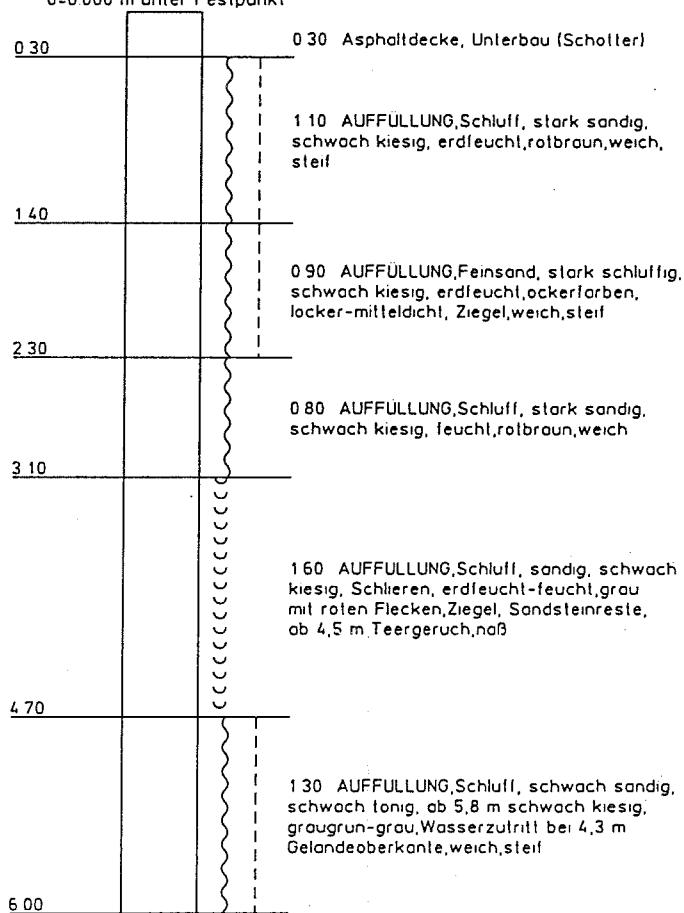 0=0.000 m unter Festpunkt
0 30 Asphaltdecke, Unterbau (Schotter)
0 30
1 10 AUFFÜLLUNG,Schluff, stark sandig,
schwach kiesig, erdfeucht,rotbraun,weich,
steif
1 40
0 90 AUFFÜLLUNG,Feinsand, stark schluffig,
schwach kiesig, erdfeucht,ockerfarben,
locker-mitteldicht, Ziegel,weich,steif
2 30
0 80 AUFFÜLLUNG,Schluff, stark sandig,
schwach kiesig, feucht,rotbraun,weich
3 10
1 60 AUFFULLUNG,Schluff, sandig, schwach
kiesig, Schlieren, erdfeucht-feucht,grau
mit roten Flecken,Ziegel, Sandsteinreste,
ab 4,5 m Teergeruch,naß
4 70
1 30 AUFFULLUNG,Schluff, schwach sandig,
schwach tonig, ab 5,8 m schwach kiesig,
graugrun-grau,Wasserzutritt bei 4,3 m
Gelandeoberkante,weich,steif
6 00